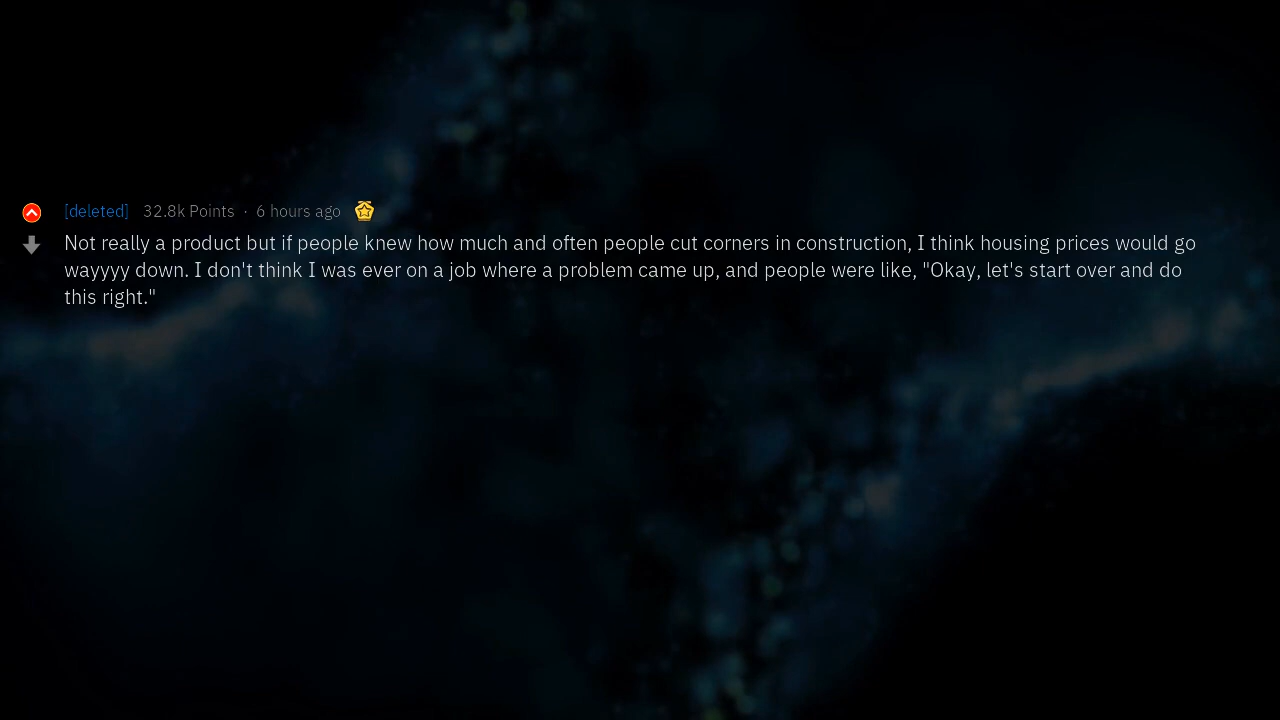 [deleted] 32.8k Points · 6 hours ago
Not really a product but if people knew how much and often people cut corners in construction, I think housing prices would go
wayyyy down. I don't think I was ever on a job where a problem came up, and people were like, "Okay, let's start over and do
this right."